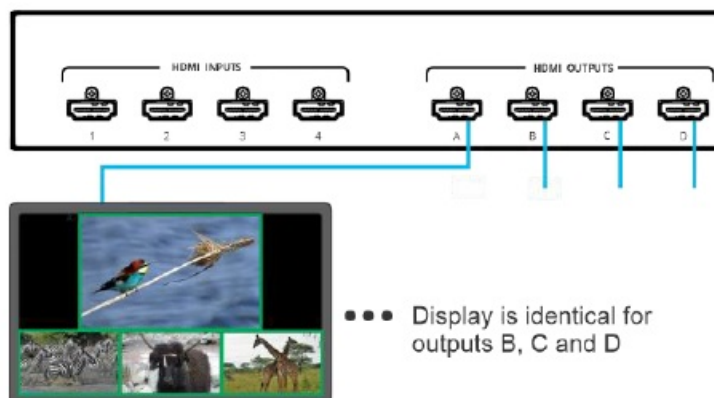 HDMI INPUTS
HDMI OUTPUTS
1 2 3 4 A B C D
Display is identical for
outputs B, C and D